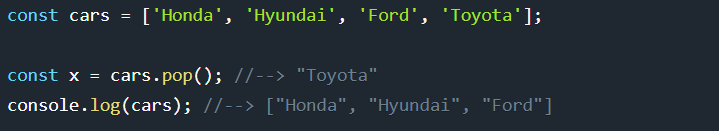 const cars = ['Honda', 'Hyundai', 'Ford', 'Toyota'];
const x = cars.pop(); //--> "Toyota"
console.log(cars); //--> ["Honda", "Hyundai", "Ford"]